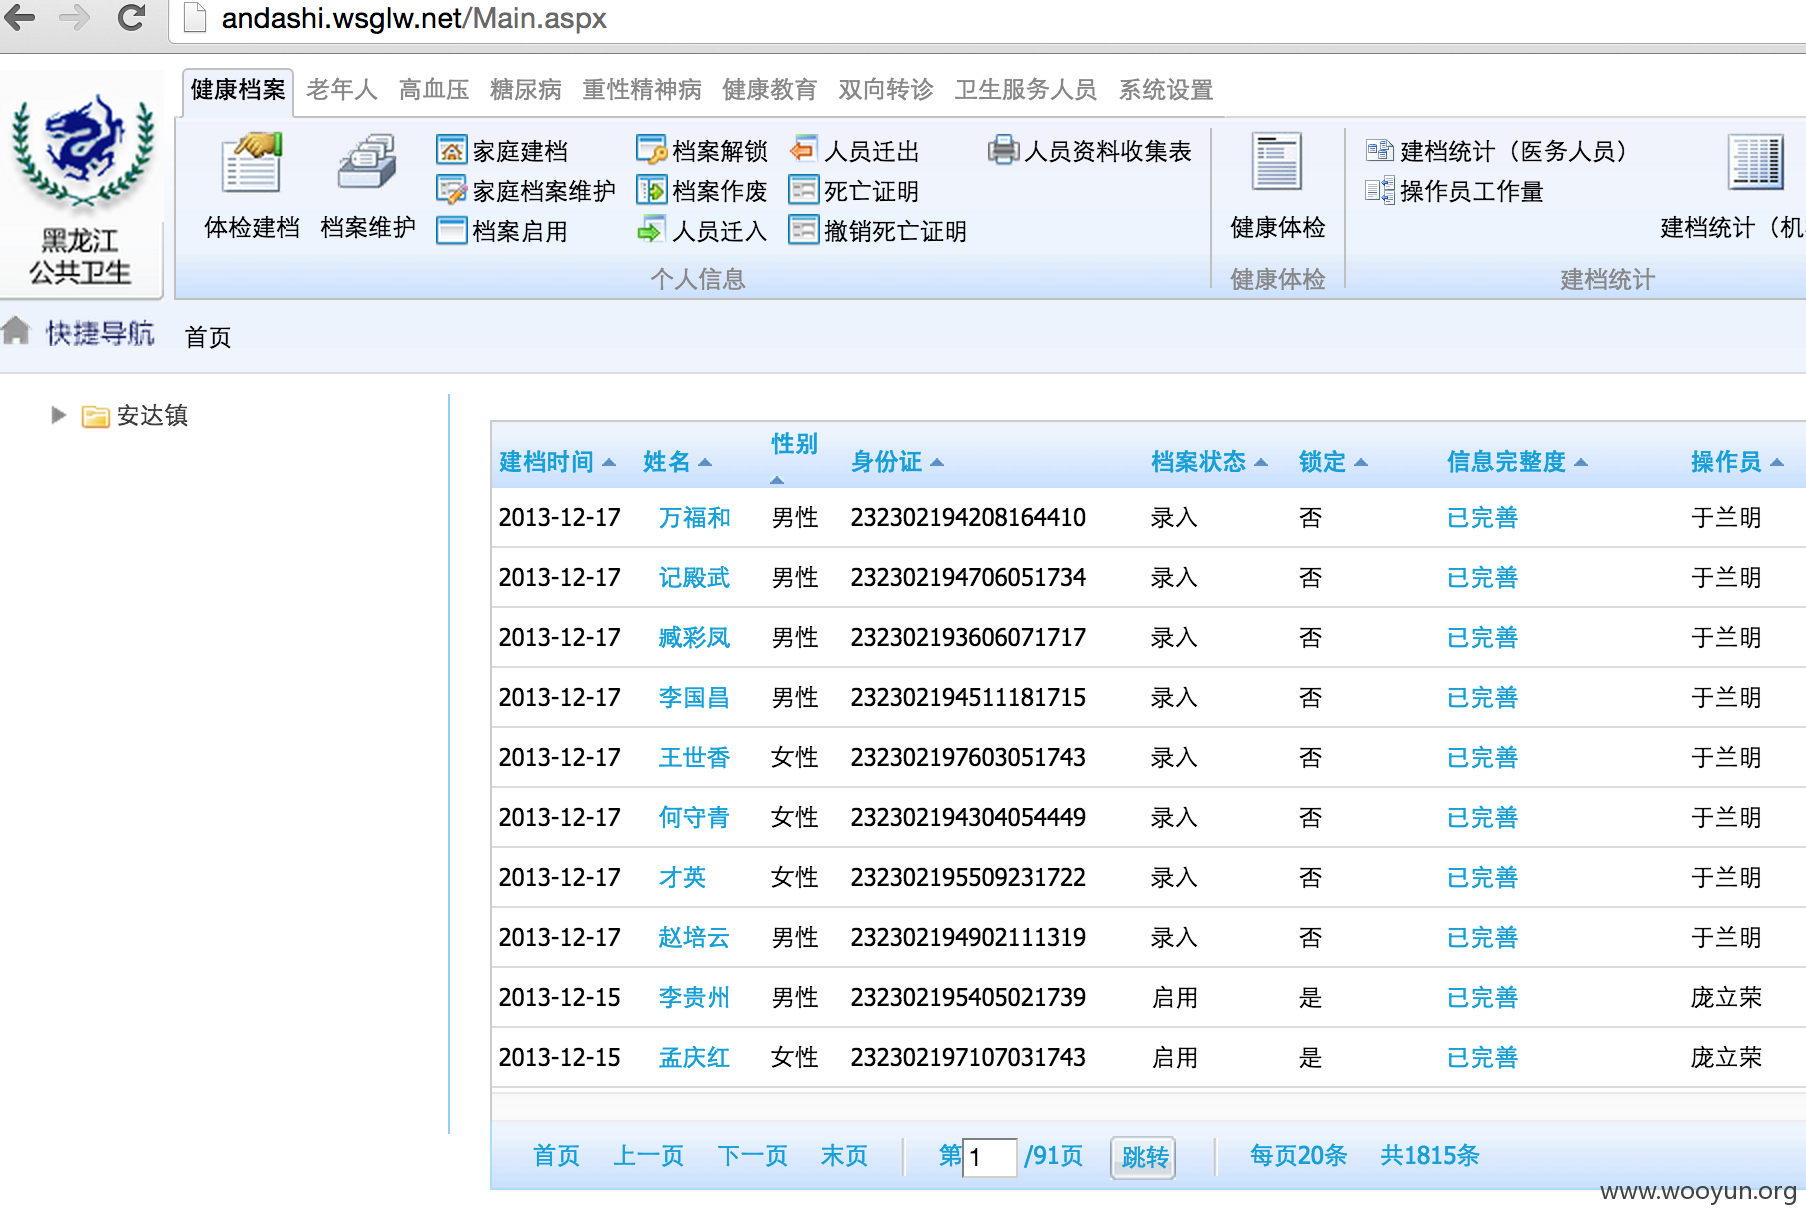 andashi.wsglw.net/Main.aspx
健康档案 老年人 高血压 糖尿病 重性精神病 健康教育 双向转诊 卫生服务人员 系统设置
黑龙江
公共卫生
体检建档 档案维护
家庭建档 档案解锁 人员迁出 人员资料收集表
家庭档案维护 档案作废 死亡证明
档案启用 人员迁入 撤销死亡证明
个人信息
健康体检
健康体检
建档统计（医务人员）
操作员工作量
建档统计（机
建档统计
快捷导航 首页
安达镇
建档时间 姓名 性别 身份证 档案状态 锁定 信息完整度 操作员
2013-12-17 万福和 男性 232302194208164410 录入 否 已完善 于兰明
2013-12-17 记殿武 男性 232302194706051734 录入 否 已完善 于兰明
2013-12-17 臧彩凤 男性 232302193606071717 录入 否 已完善 于兰明
2013-12-17 李国昌 男性 232302194511181715 录入 否 已完善 于兰明
2013-12-17 王世香 女性 232302197603051743 录入 否 已完善 于兰明
2013-12-17 何守青 女性 232302194304054449 录入 否 已完善 于兰明
2013-12-17 才英 女性 232302195509231722 录入 否 已完善 于兰明
2013-12-17 赵培云 男性 232302194902111319 录入 否 已完善 于兰明
2013-12-15 李贵州 男性 232302195405021739 启用 是 已完善 庞立荣
2013-12-15 孟庆红 女性 232302197107031743 启用 是 已完善 庞立荣
首页 上一页 下一页 末页 第1/91页 跳转 每页20条 共1815条
www.wooyun.org